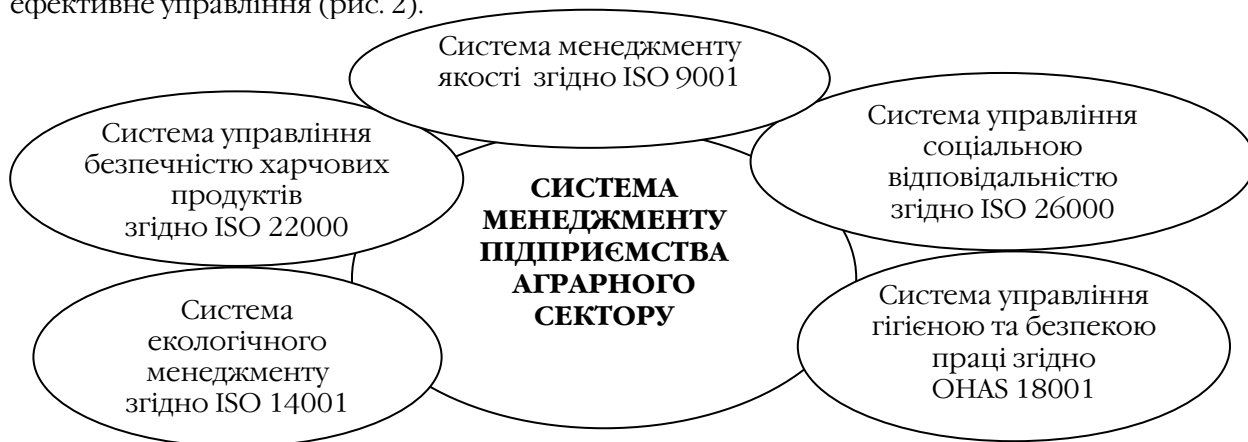 ефективне управління (рис. 2).
Система менеджменту
якості згідно ISO 9001
Система управління
безпечністю харчових
продуктів
згідно ISO 22000
Система управління
соціальною
відповідальністю
згідно ISO 26000
СИСТЕМА
МЕНЕДЖМЕНТУ
ПІДПРИЄМСТВА
АГРАРНОГО
СЕКТОРУ
Система
екологічного
менеджменту
згідно ISO 14001
Система управління
гігієною та безпекою
праці згідно
OHAS 18001